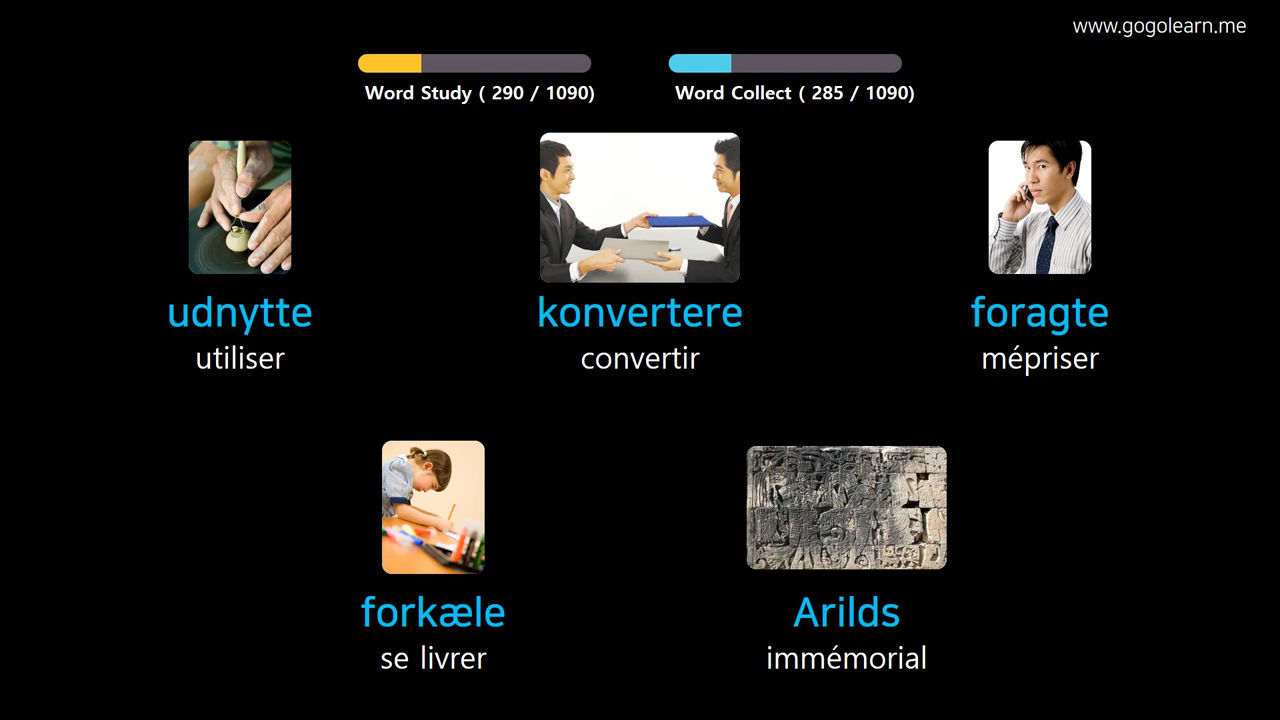 www.gogolearn.me
Word Study ( 290 / 1090)
Word Collect ( 285 / 1090)
udnytte
utiliser
konvertere
convertir
foragte
mépriser
forkæle
se livrer
Arilds
immémorial